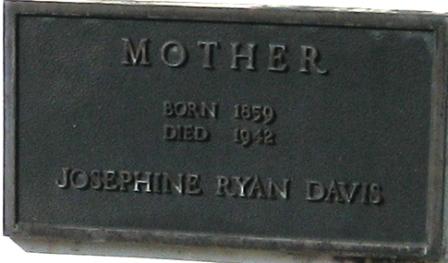 MOTHER
BORN 1859
DIED 1942
JOSEPHINE RYAN DAVIS